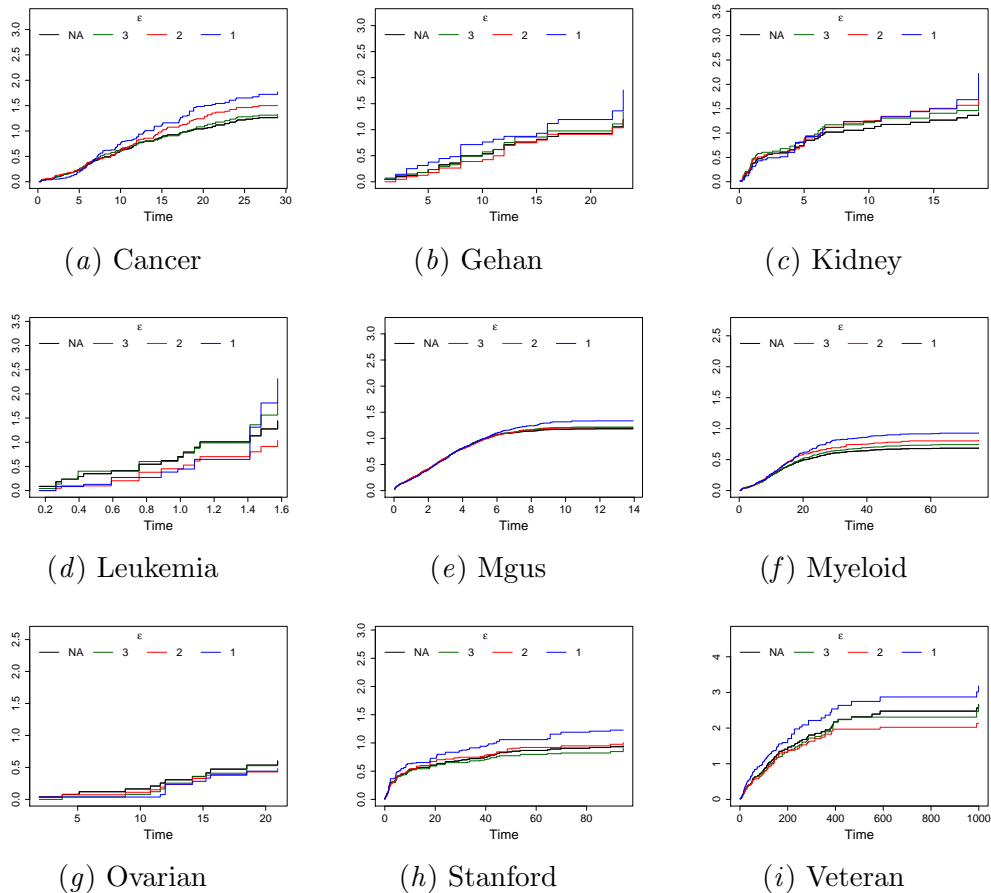 ε
NA 3 2 1
0.0 0.5 1.0 1.5 2.0 2.5 3.0
0 5 10 15 20 25 30
Time
(a) Cancer
ε
NA 3 2 1
0.0 0.5 1.0 1.5 2.0 2.5 3.0
5 10 15 20
Time
(b) Gehan
ε
NA 3 2 1
0.0 0.5 1.0 1.5 2.0 2.5 3.0 3.5
0 5 10 15
Time
(c) Kidney
ε
NA 3 2 1
0.0 0.5 1.0 1.5 2.0 2.5 3.0 3.5
0.2 0.4 0.6 0.8 1.0 1.2 1.4 1.6
Time
(d) Leukemia
ε
NA 3 2 1
0.0 0.5 1.0 1.5 2.0 2.5 3.0
0 2 4 6 8 10 12 14
Time
(e) Mgus
ε
NA 3 2 1
0.0 0.5 1.0 1.5 2.0 2.5
0 20 40 60
Time
(f) Myeloid
ε
NA 3 2 1
0.0 0.5 1.0 1.5 2.0 2.5
5 10 15 20
Time
(g) Ovarian
ε
NA 3 2 1
0.0 0.5 1.0 1.5 2.0 2.5 3.0
0 20 40 60 80
Time
(h) Stanford
ε
NA 3 2 1
0 1 2 3 4
0 200 400 600 800 1000
Time
(i) Veteran